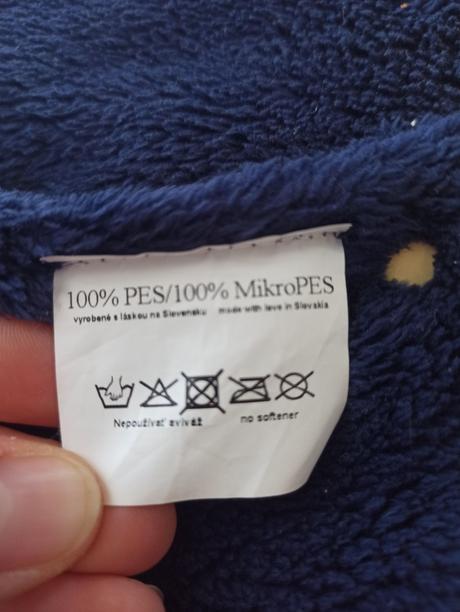 100% PES/100% MikroPES
vyrobené s láskou na Slovensku made with love in Slovakia
Nepoužívať aviváž no softener